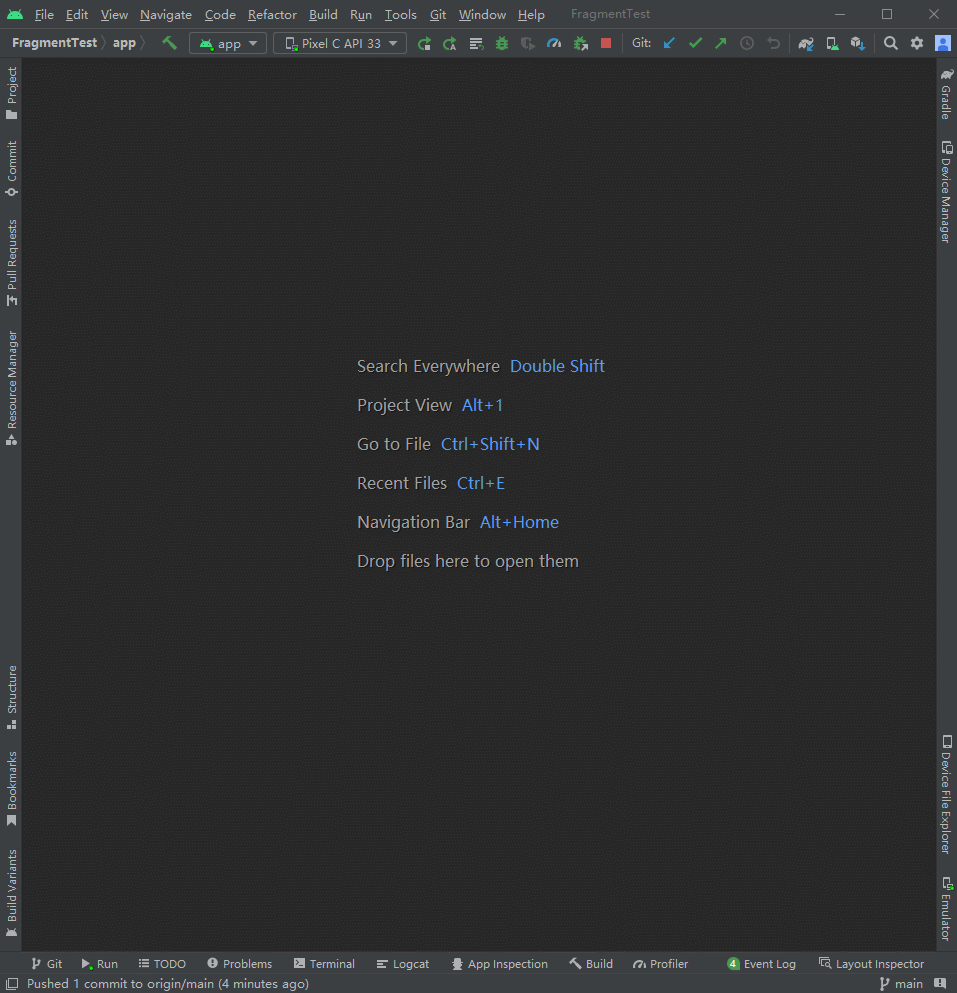 File Edit View Navigate Code Refactor Build Run Tools Git Window Help FragmentTest
FragmentTest app app Pixel C API 33 Git:
Project
Commit
Pull Requests
Resource Manager
Structure
Bookmarks
Build Variants
Search Everywhere Double Shift
Project View Alt+1
Go to File Ctrl+Shift+N
Recent Files Ctrl+E
Navigation Bar Alt+Home
Drop files here to open them
Gradle
Device Manager
Device File Explorer
Emulator
Git Run TODO Problems Terminal Logcat App Inspection Build Profiler 4 Event Log Layout Inspector
Pushed 1 commit to origin/main (4 minutes ago) main